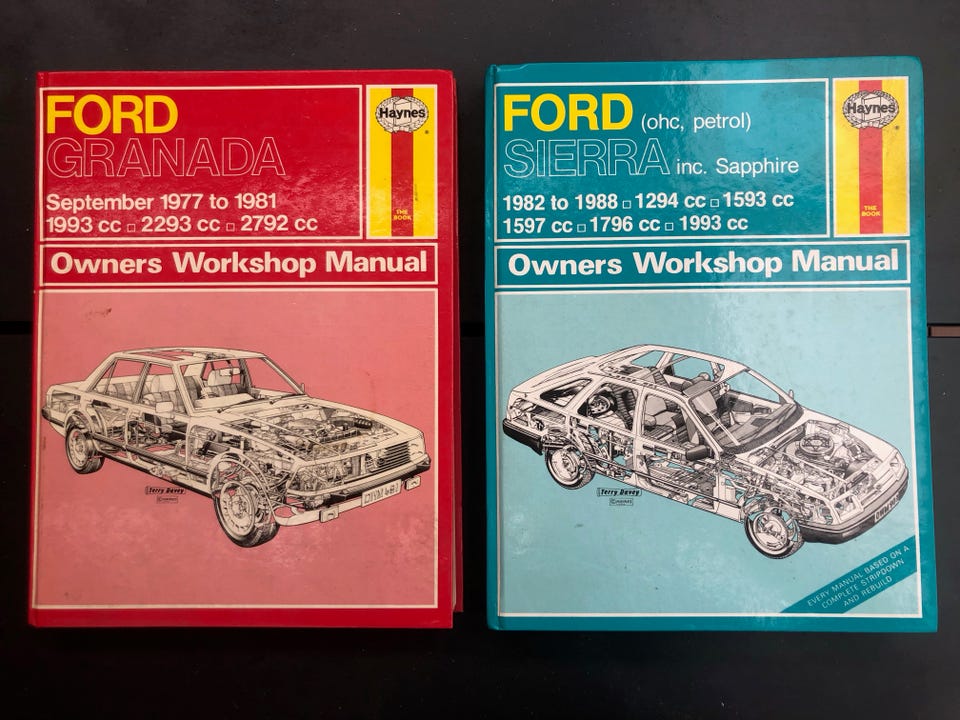 FORD
GRANADA
September 1977 to 1981
1993 cc □ 2293 cc □ 2792 cc
Haynes
®
THE
BOOK
Owners Workshop Manual
Terry Davey
FORD (ohc, petrol)
SIERRA inc. Sapphire
1982 to 1988 □ 1294 cc □ 1593 cc
1597 cc □ 1796 cc □ 1993 cc
Haynes
®
THE
BOOK
Owners Workshop Manual
Terry Davey
EVERY MANUAL BASED ON A
COMPLETE STRIPDOWN
AND REBUILD